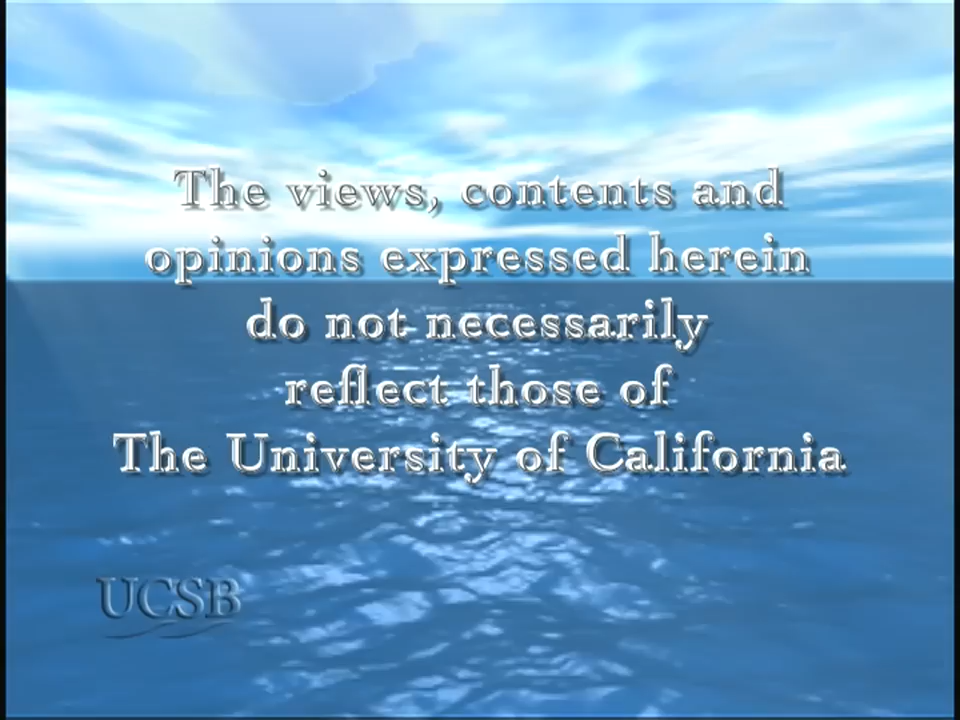 The views, contents and
opinions expressed herein
do not necessarily
reflect those of
The University of California
UCSB